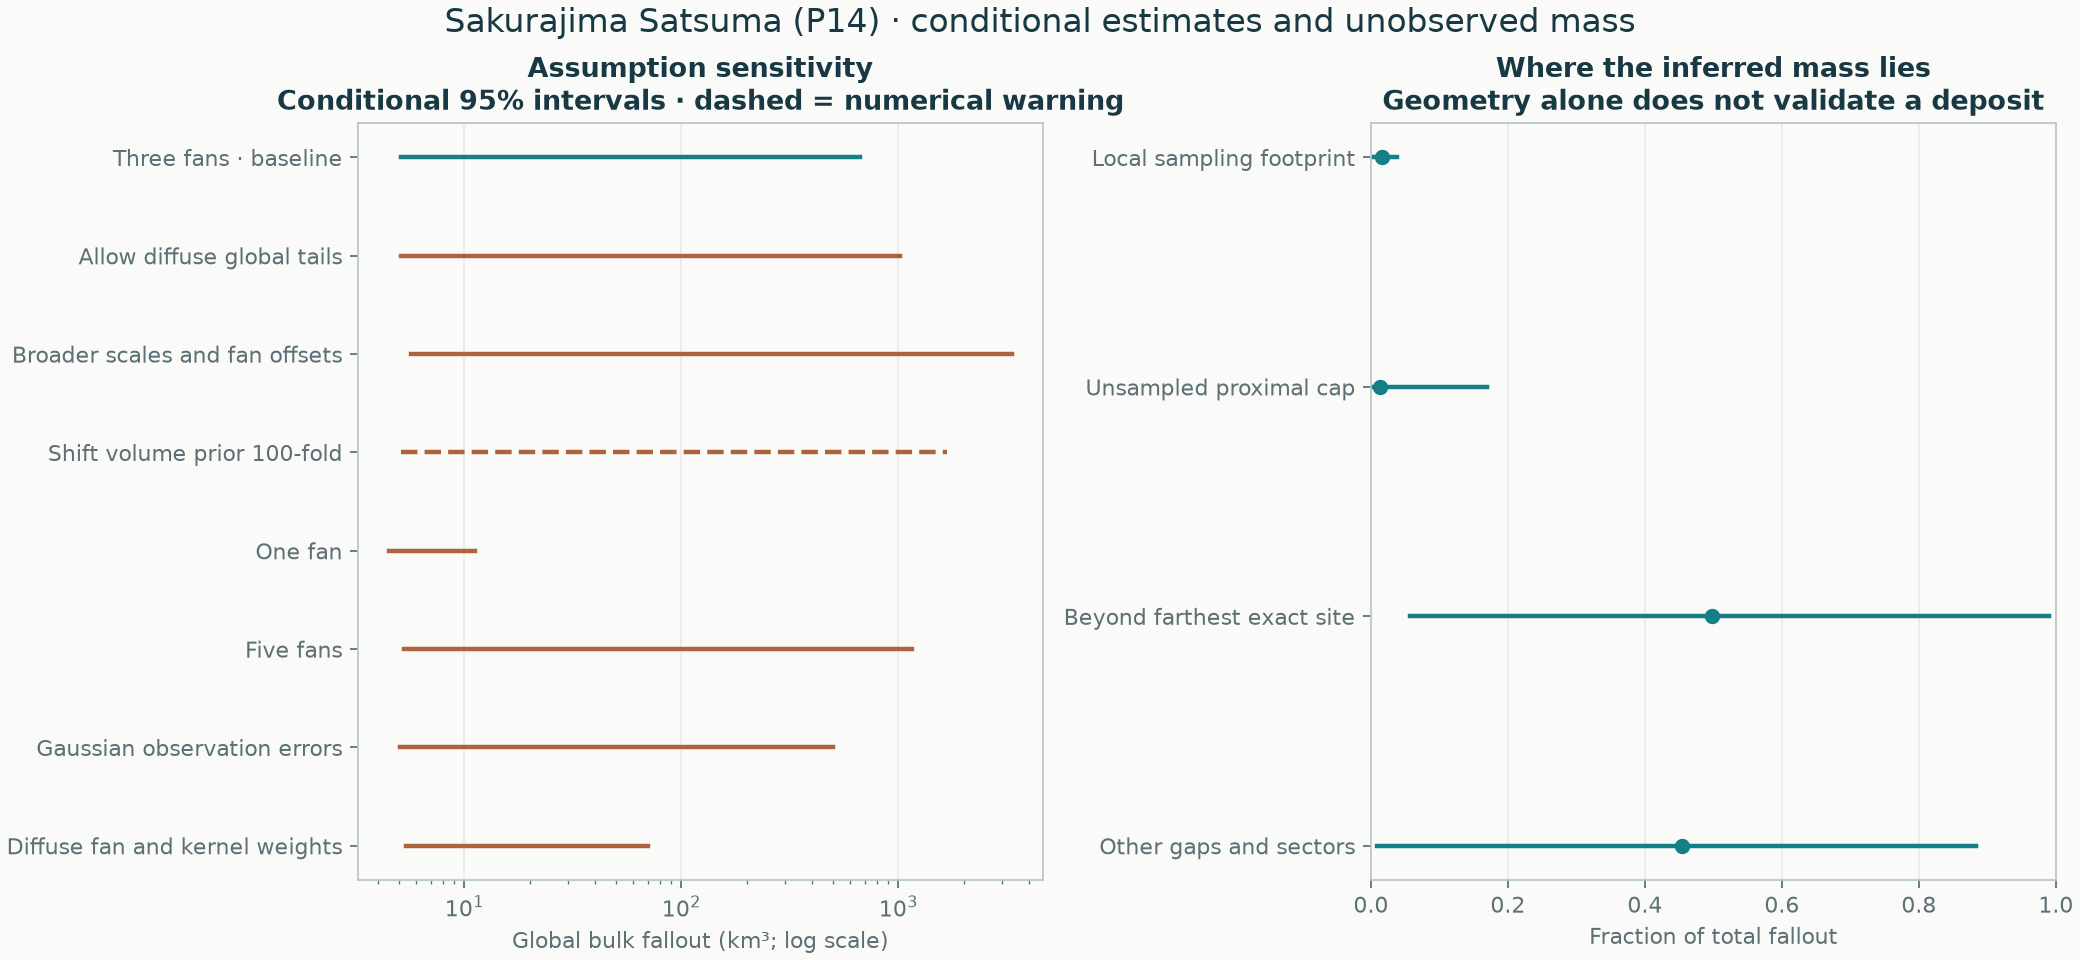 Sakurajima Satsuma (P14) · conditional estimates and unobserved mass
Assumption sensitivity
Conditional 95% intervals · dashed = numerical warning
Three fans · baseline
Allow diffuse global tails
Broader scales and fan offsets
Shift volume prior 100-fold
One fan
Five fans
Gaussian observation errors
Diffuse fan and kernel weights
10¹
10²
10³
Global bulk fallout (km³; log scale)
Where the inferred mass lies
Geometry alone does not validate a deposit
Local sampling footprint
Unsampled proximal cap
Beyond farthest exact site
Other gaps and sectors
0.0
0.2
0.4
0.6
0.8
1.0
Fraction of total fallout